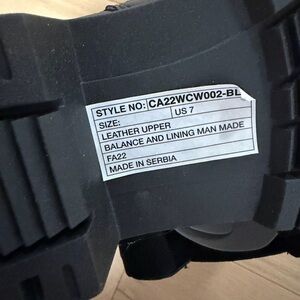 STYLE NO: CA22WCW002-BL
SIZE: US 7
LEATHER UPPER
BALANCE AND LINING MAN MADE
FA22
MADE IN SERBIA